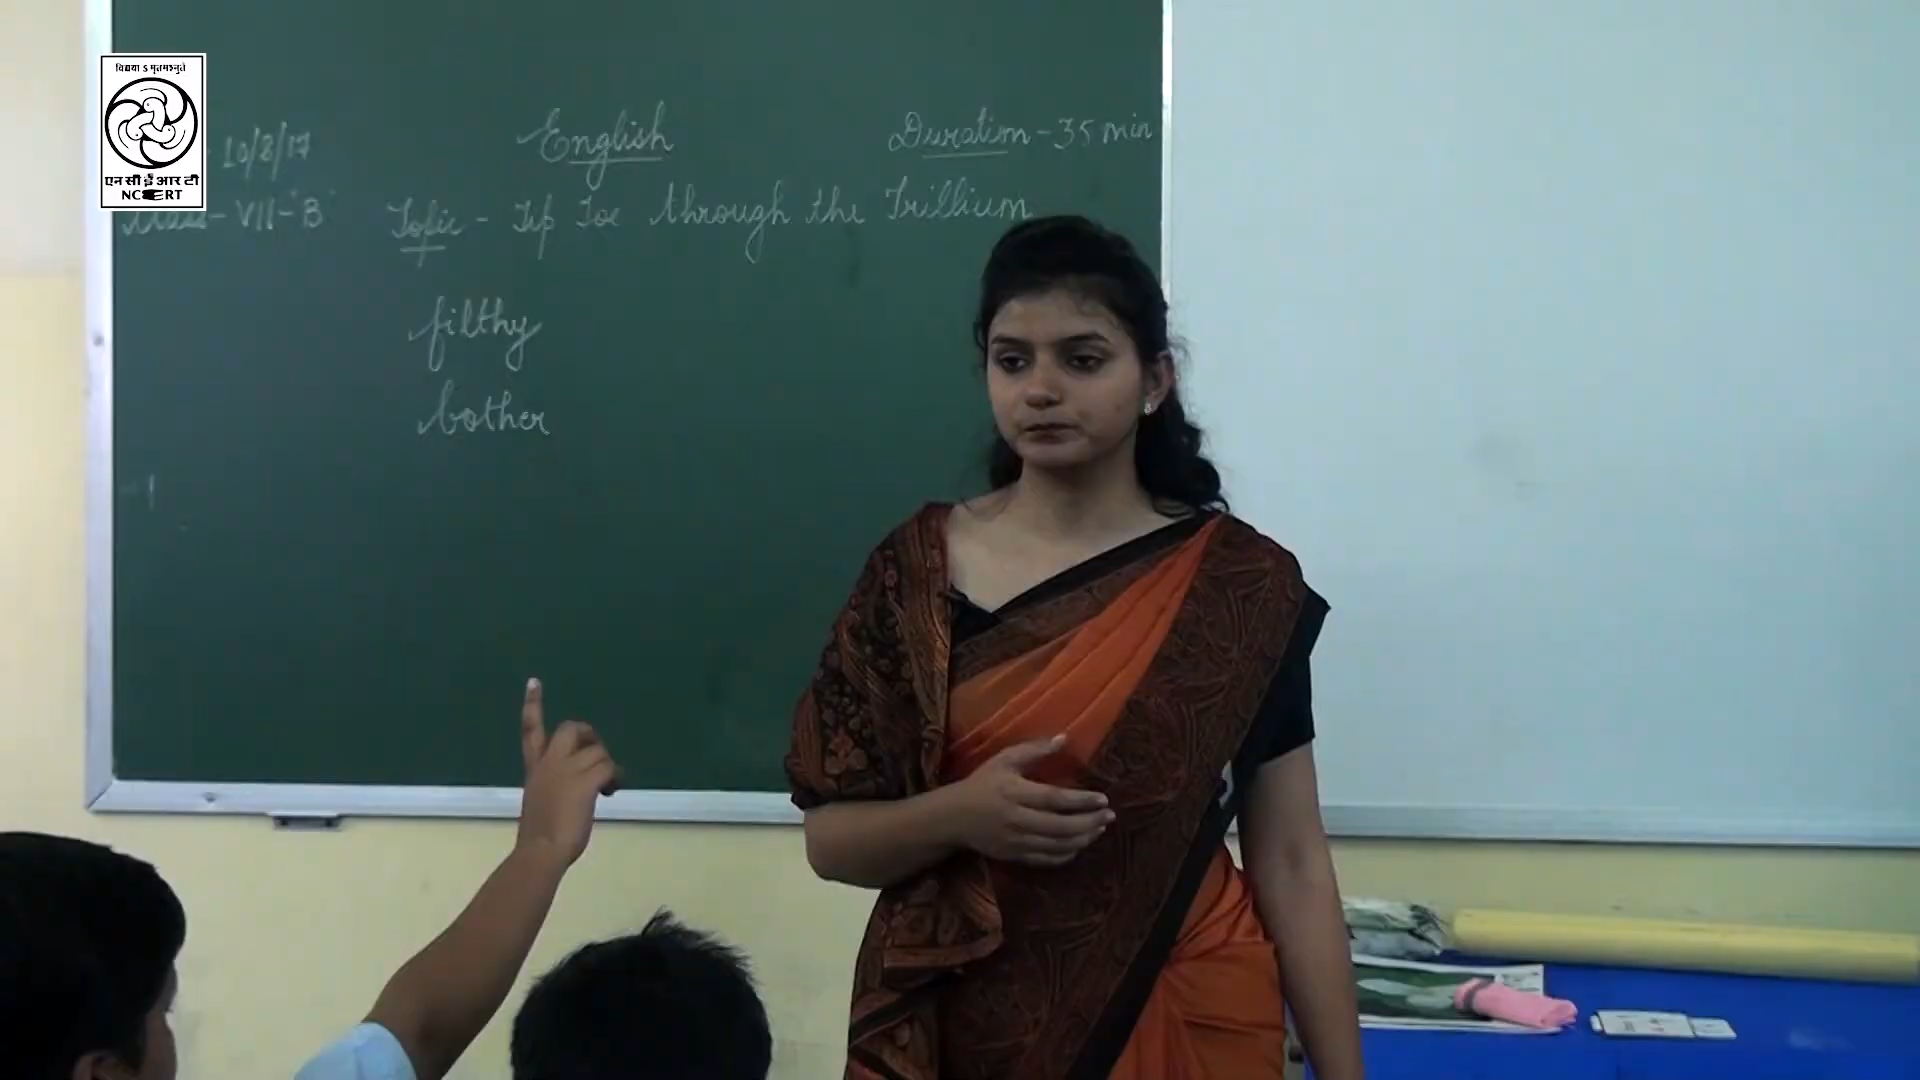 विद्यया ऽ मृतमश्नुते
एन सी ई आर टी
NCERT
10/8/17
English
Duration - 35 min
Class - VII - "B"
Topic - Tip Toe through the Trillium
filthy
bother